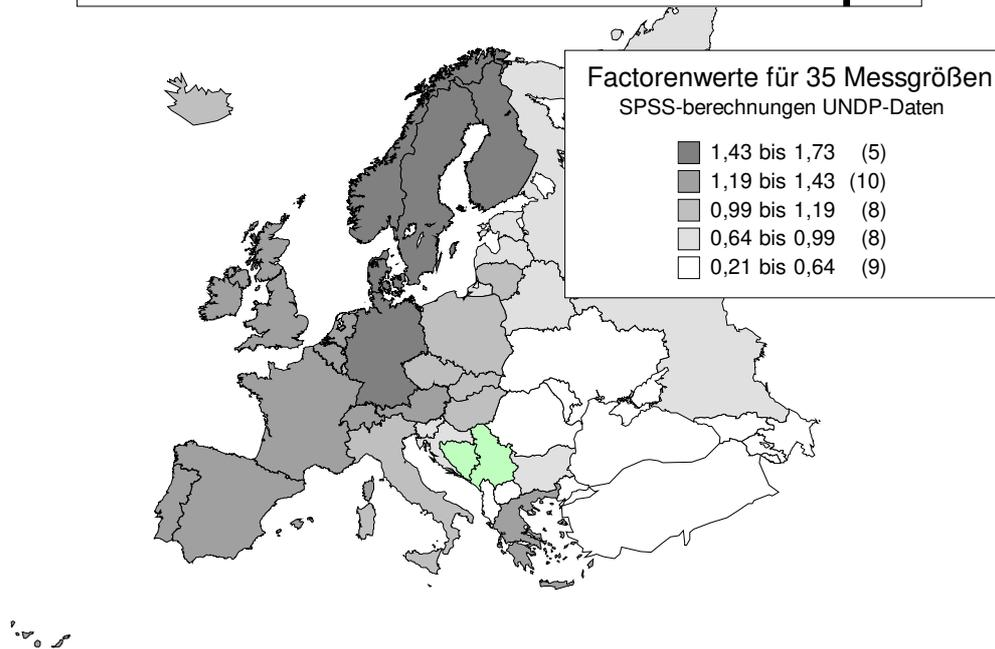 Factorenwerte für 35 Messgrößen
SPSS-berechnungen UNDP-Daten
1,43 bis 1,73 (5)
1,19 bis 1,43 (10)
0,99 bis 1,19 (8)
0,64 bis 0,99 (8)
0,21 bis 0,64 (9)